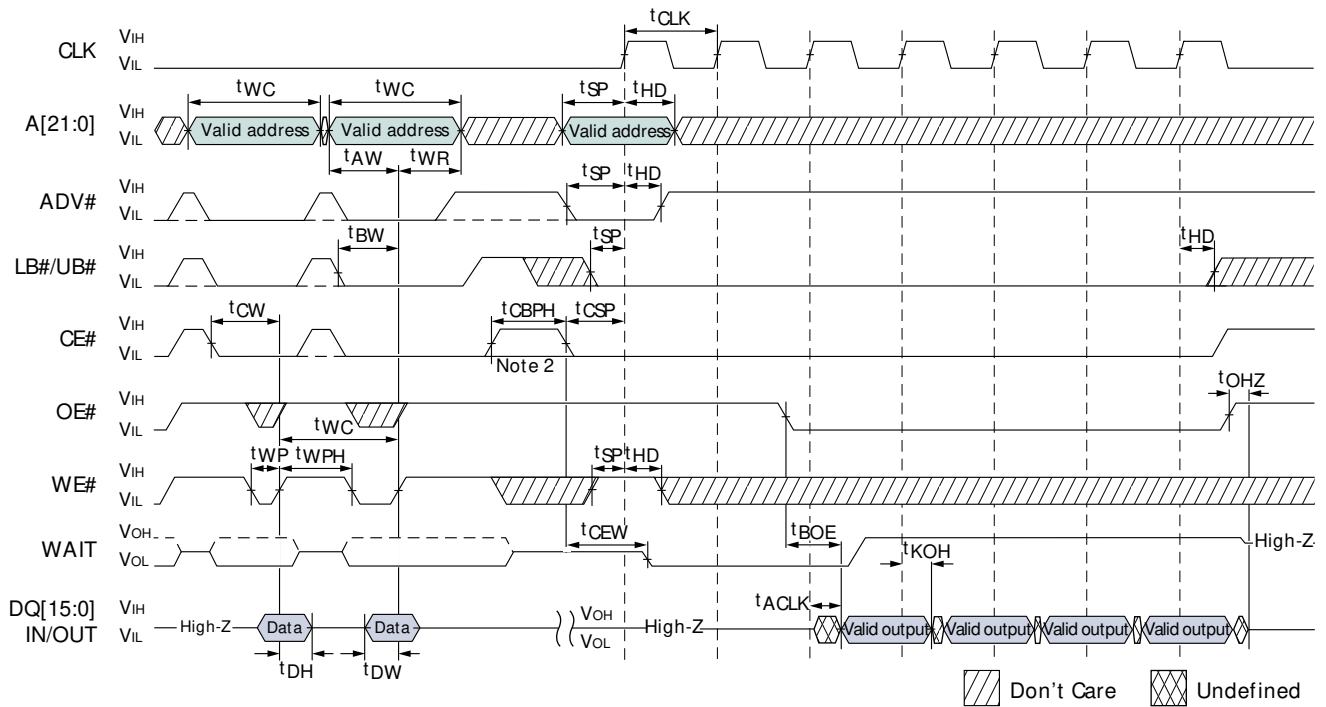 tCLK
CLK VIH
VIL
tWC tWC tSP tHD
A[21:0] VIH
VIL
Valid address Valid address Valid address
tAW tWR
tSP tHD
ADV# VIH
VIL
tBW tSP tHD
LB#/UB# VIH
VIL
tCW tCBPH tCSP
CE# VIH
VIL
Note 2
tOHZ
OE# VIH
VIL
tWC
tWP tWPH tSP tHD
WE# VIH
VIL
tCEW tBOE
WAIT VOH
VOL
High-Z
tKOH
tACLK
DQ[15:0] IN/OUT VIH
VIL
High-Z Data Data VOH
VOL
High-Z Valid output Valid output Valid output Valid output
tDH tDW
Don't Care Undefined